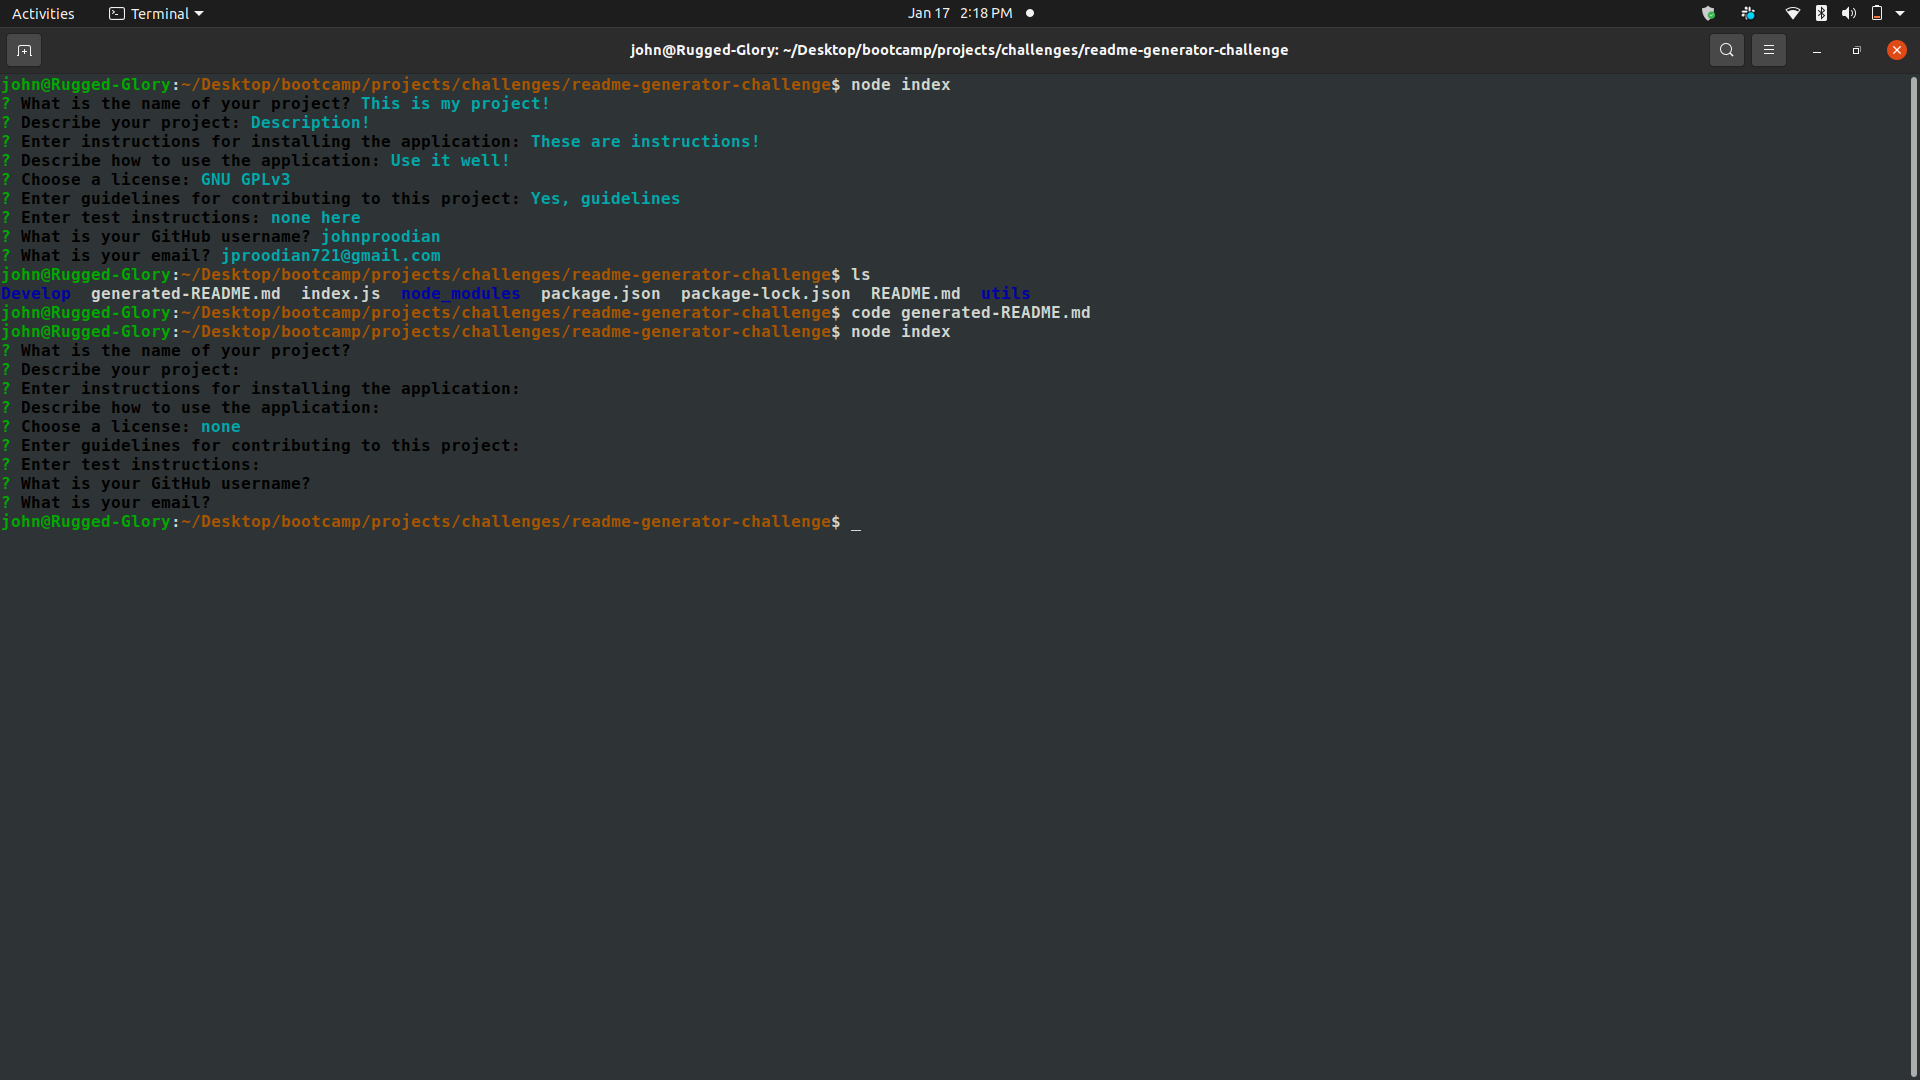 Activities Terminal Jan 17 2:18 PM
john@Rugged-Glory: ~/Desktop/bootcamp/projects/challenges/readme-generator-challenge
john@Rugged-Glory:~/Desktop/bootcamp/projects/challenges/readme-generator-challenge$ node index
? What is the name of your project? This is my project!
? Describe your project: Description!
? Enter instructions for installing the application: These are instructions!
? Describe how to use the application: Use it well!
? Choose a license: GNU GPLv3
? Enter guidelines for contributing to this project: Yes, guidelines
? Enter test instructions: none here
? What is your GitHub username? johnproodian
? What is your email? jproodian721@gmail.com
john@Rugged-Glory:~/Desktop/bootcamp/projects/challenges/readme-generator-challenge$ ls
Develop generated-README.md index.js node_modules package.json package-lock.json README.md utils
john@Rugged-Glory:~/Desktop/bootcamp/projects/challenges/readme-generator-challenge$ code generated-README.md
john@Rugged-Glory:~/Desktop/bootcamp/projects/challenges/readme-generator-challenge$ node index
? What is the name of your project?
? Describe your project:
? Enter instructions for installing the application:
? Describe how to use the application:
? Choose a license: none
? Enter guidelines for contributing to this project:
? Enter test instructions:
? What is your GitHub username?
? What is your email?
john@Rugged-Glory:~/Desktop/bootcamp/projects/challenges/readme-generator-challenge$ _